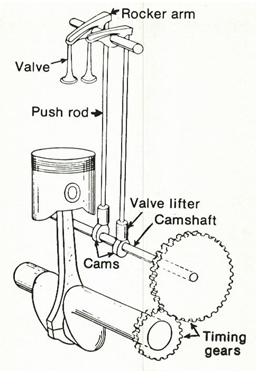 Rocker arm
Valve
Push rod
Valve lifter
Camshaft
Cams
Timing
gears